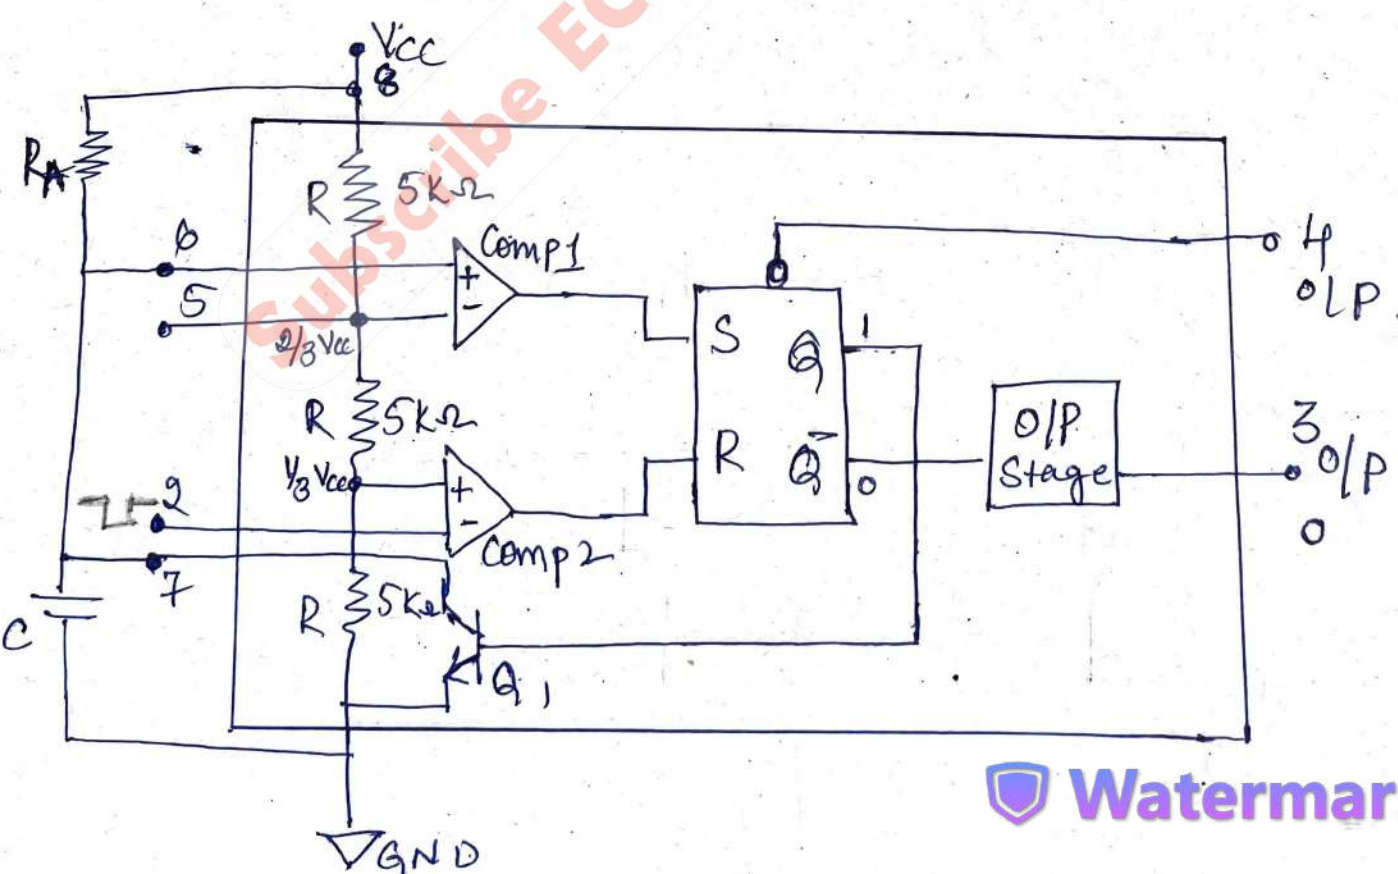 Vcc
8
RA
R 5KΩ
6
5
2/3 Vcc
Comp1
+
-
S
Q
1
4
O/P
R 5KΩ
1/3 Vcc
2
7
+
-
Comp2
R
Q̄
0
O/P
Stage
3
O/P
0
R 5KΩ
C
Q1
GND
Subscribe EC
Watermar